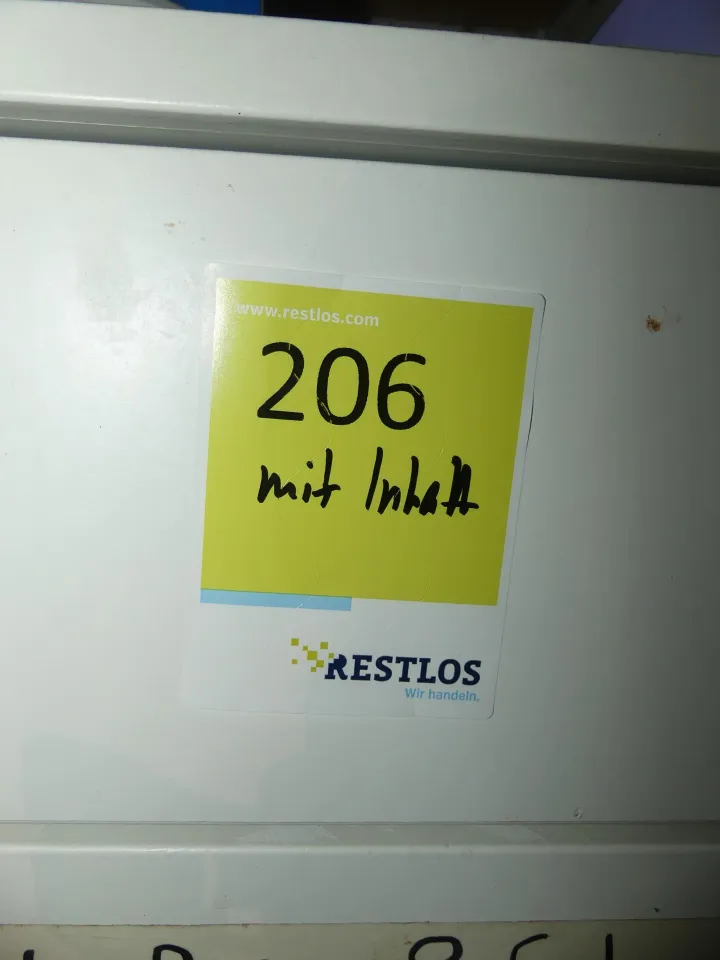 www.restlos.com
206
mit Inhalt
RESTLOS
Wir handeln.